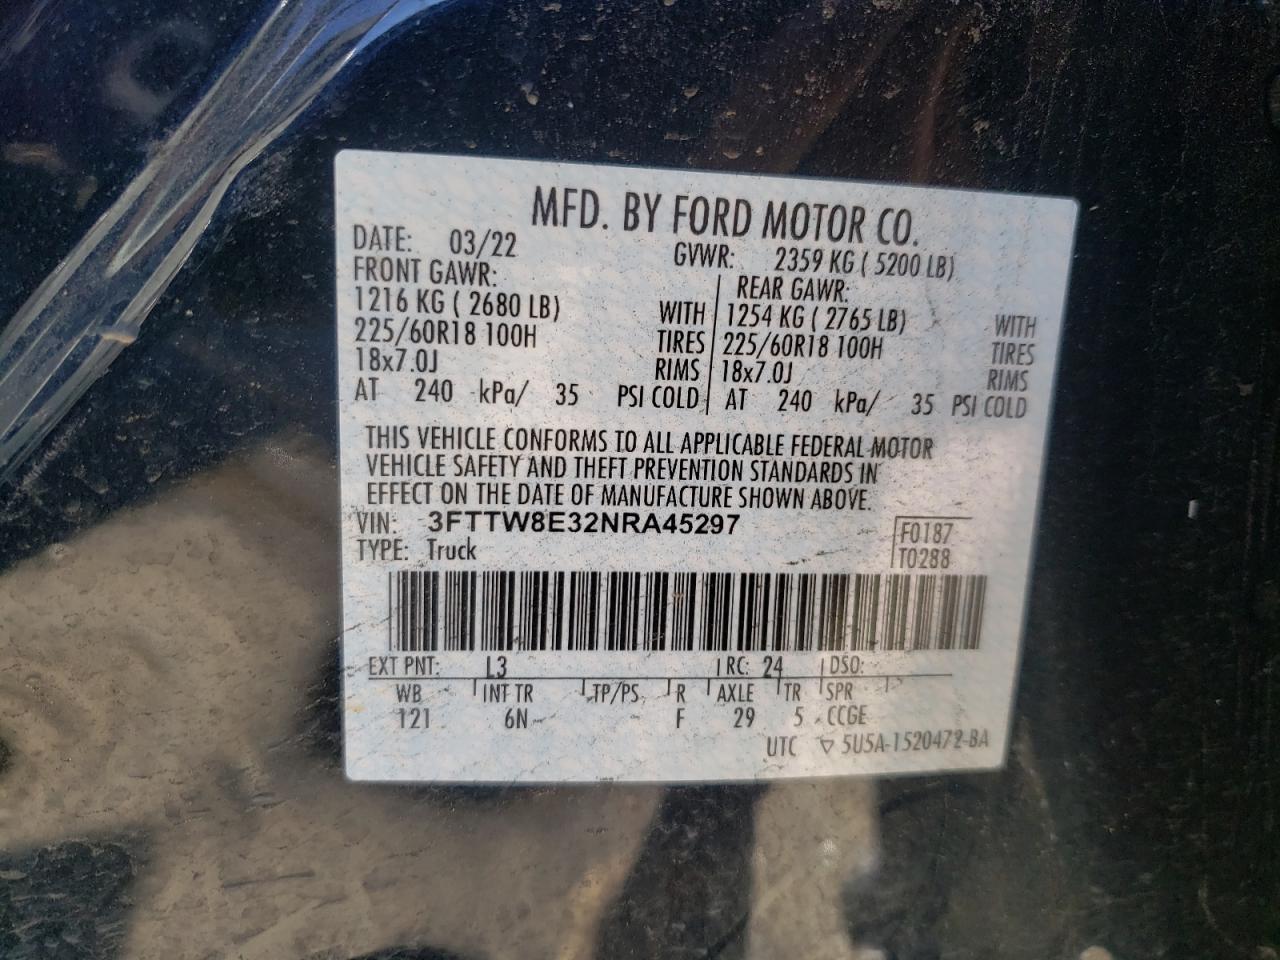 MFD. BY FORD MOTOR CO.
DATE: 03/22 GVWR: 2359 KG ( 5200 LB)
FRONT GAWR: REAR GAWR:
1216 KG ( 2680 LB) WITH 1254 KG ( 2765 LB) WITH
225/60R18 100H TIRES 225/60R18 100H TIRES
18x7.0J RIMS 18x7.0J RIMS
AT 240 kPa/ 35 PSI COLD AT 240 kPa/ 35 PSI COLD
THIS VEHICLE CONFORMS TO ALL APPLICABLE FEDERAL MOTOR
VEHICLE SAFETY AND THEFT PREVENTION STANDARDS IN
EFFECT ON THE DATE OF MANUFACTURE SHOWN ABOVE.
VIN: 3FTTW8E32NRA45297 F0187
TYPE: Truck T0288
EXT PNT: L3 RC: 24 DSO:
WB INT TR TP/PS R AXLE TR SPR
121 6N F 29 5 CCGE
UTC ▽ 5U5A-1520472-BA